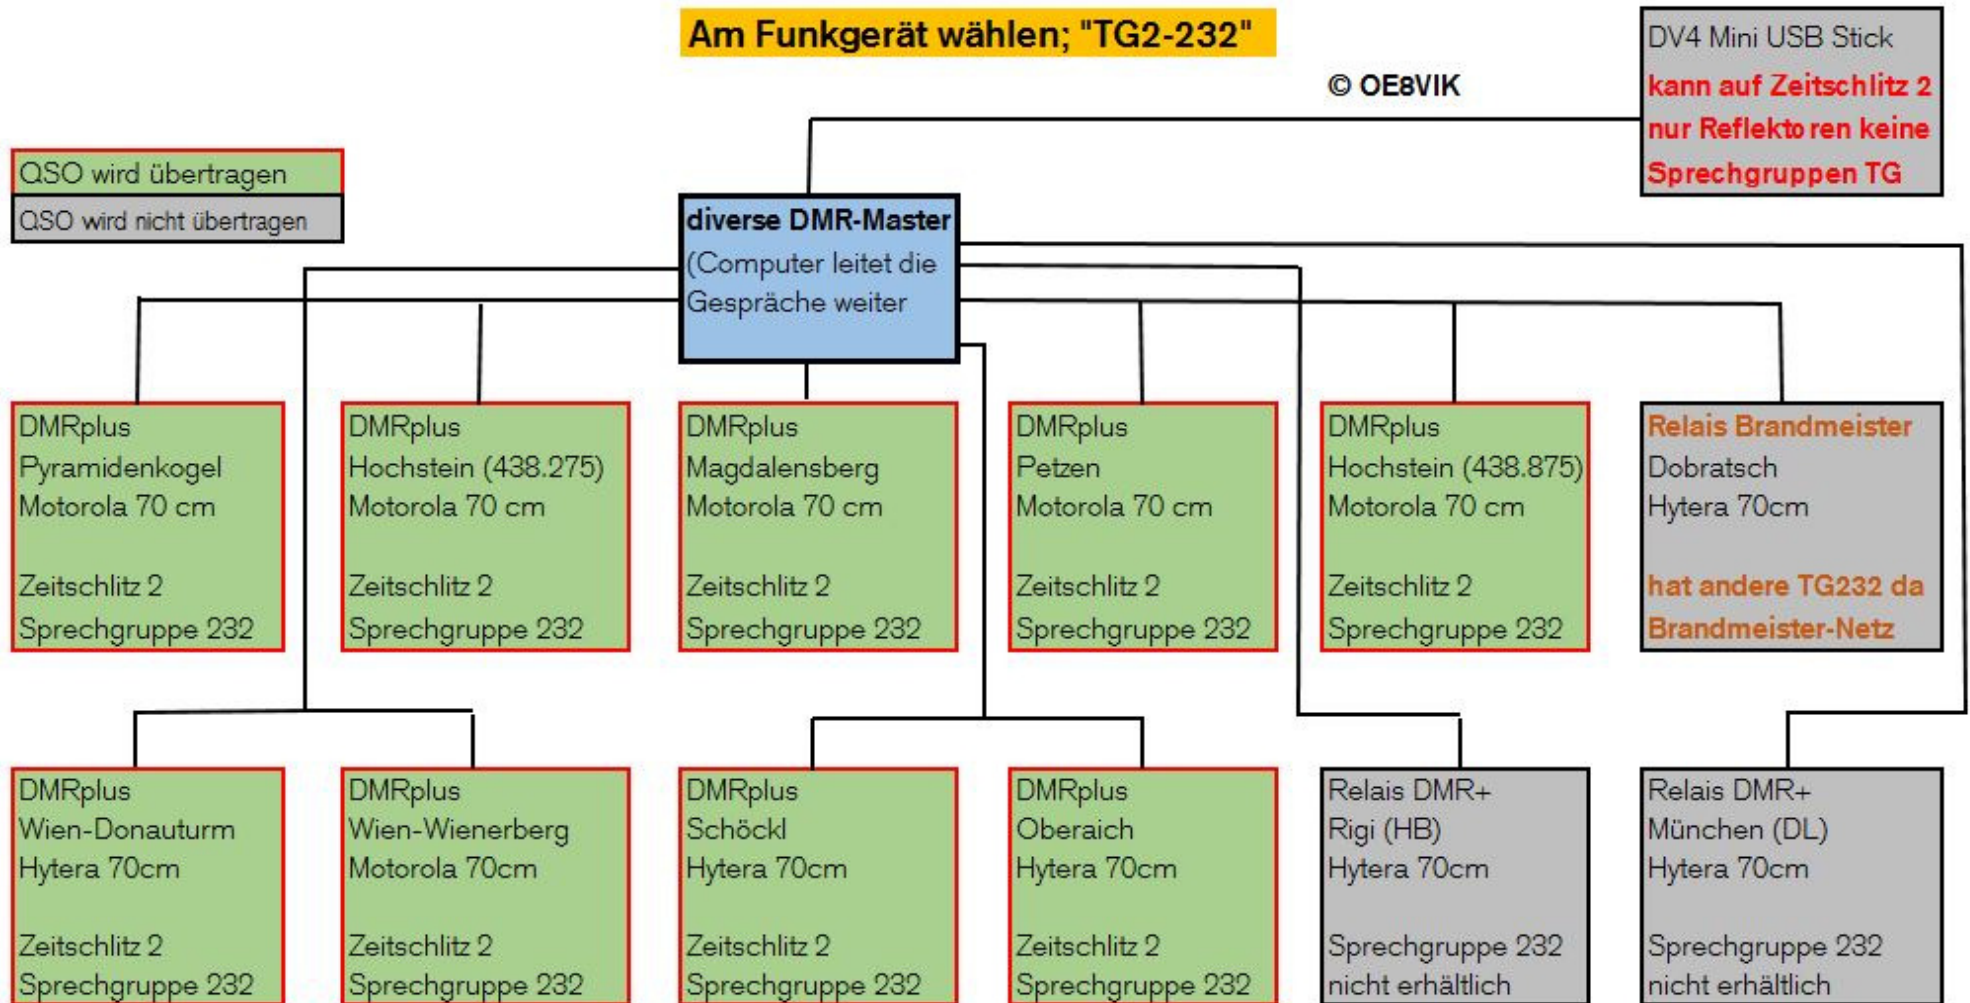 Am Funkgerät wählen; "TG2-232"
© OE8VIK
DV4 Mini USB Stick
kann auf Zeitschlitz 2
nur Reflektoren keine
Sprechgruppen TG
QSO wird übertragen
QSO wird nicht übertragen
diverse DMR-Master
(Computer leitet die
Gespräche weiter
DMRplus
Pyramidenkogel
Motorola 70 cm
Zeitschlitz 2
Sprechgruppe 232
DMRplus
Hochstein (438.275)
Motorola 70 cm
Zeitschlitz 2
Sprechgruppe 232
DMRplus
Magdalensberg
Motorola 70 cm
Zeitschlitz 2
Sprechgruppe 232
DMRplus
Petzen
Motorola 70 cm
Zeitschlitz 2
Sprechgruppe 232
DMRplus
Hochstein (438.875)
Motorola 70 cm
Zeitschlitz 2
Sprechgruppe 232
Relais Brandmeister
Dobratsch
Hytera 70cm
hat andere TG232 da
Brandmeister-Netz
DMRplus
Wien-Donauturm
Hytera 70cm
Zeitschlitz 2
Sprechgruppe 232
DMRplus
Wien-Wienerberg
Motorola 70cm
Zeitschlitz 2
Sprechgruppe 232
DMRplus
Schöckl
Hytera 70cm
Zeitschlitz 2
Sprechgruppe 232
DMRplus
Oberaich
Hytera 70cm
Zeitschlitz 2
Sprechgruppe 232
Relais DMR+
Rigi (HB)
Hytera 70cm
Sprechgruppe 232
nicht erhältlich
Relais DMR+
München (DL)
Hytera 70cm
Sprechgruppe 232
nicht erhältlich